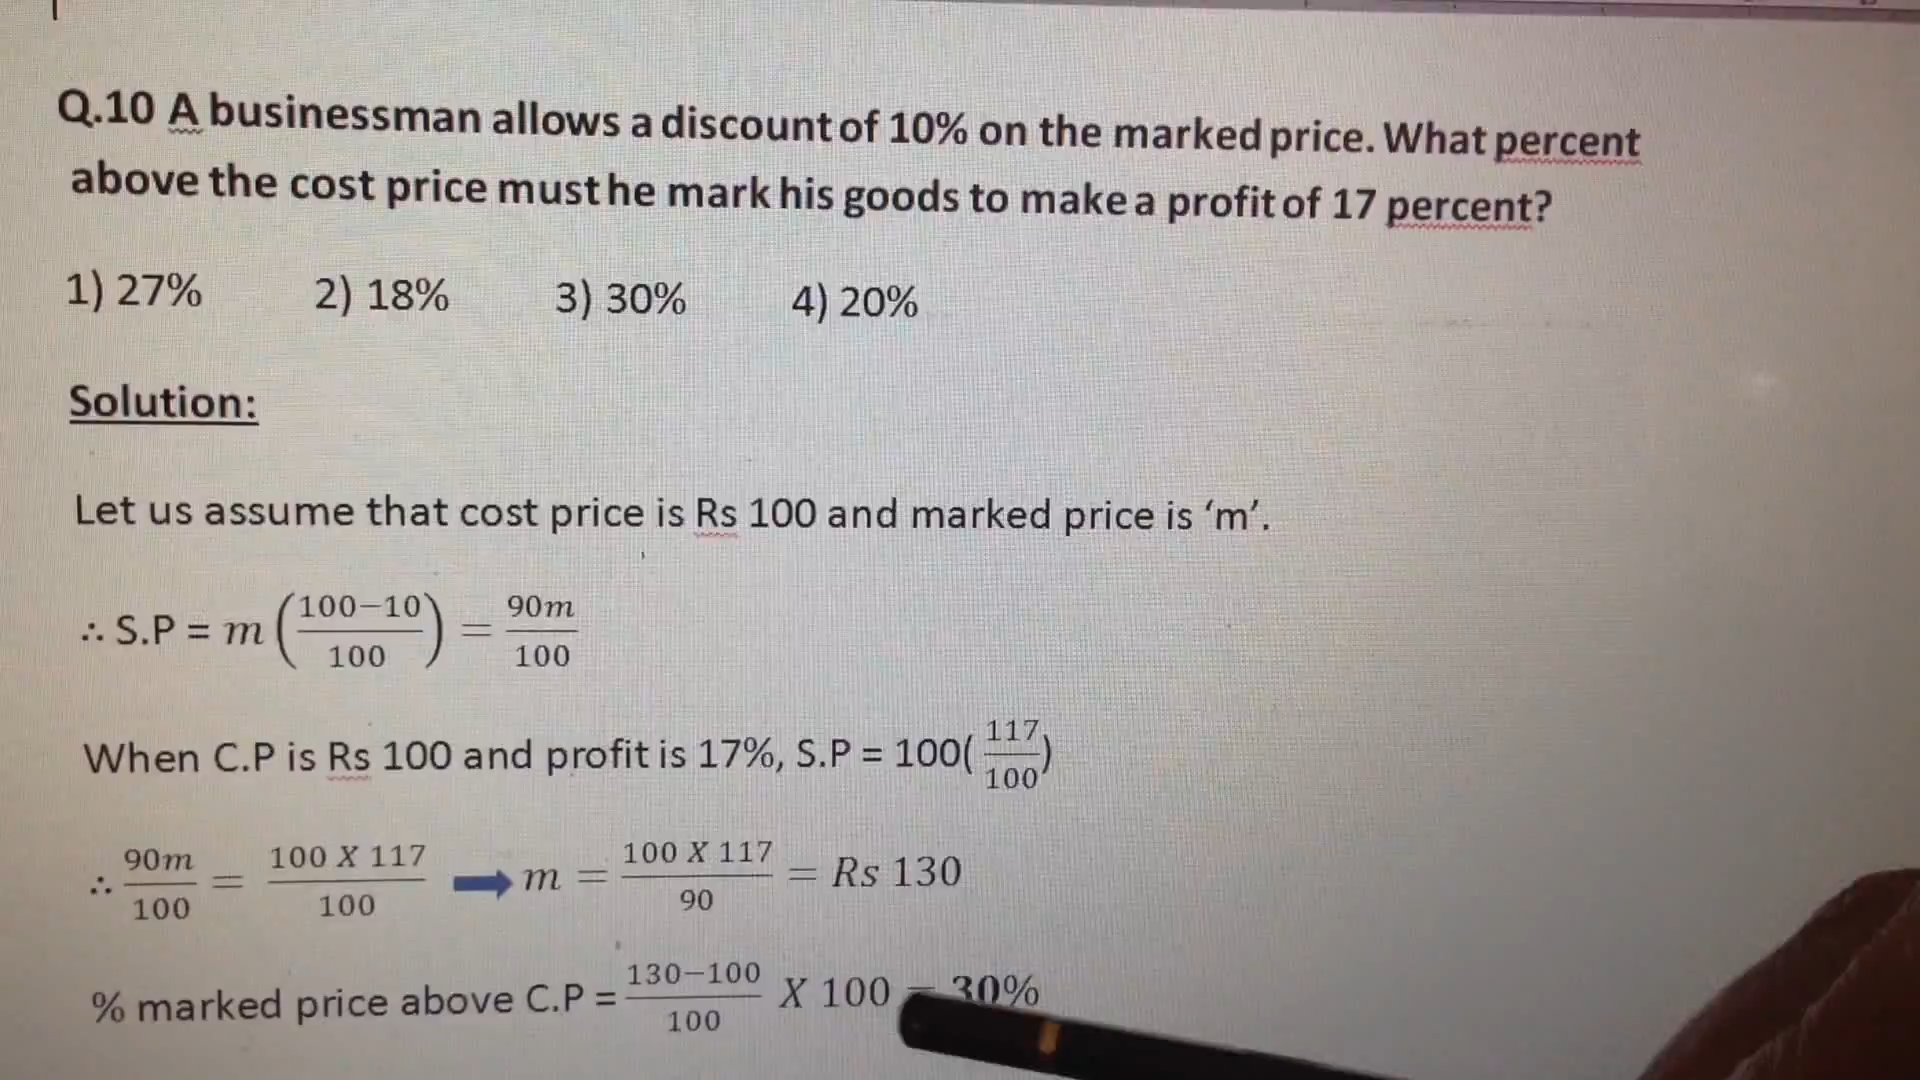 Q.10 A businessman allows a discount of 10% on the marked price. What percent
above the cost price must he mark his goods to make a profit of 17 percent?
1) 27% 2) 18% 3) 30% 4) 20%
Solution:
Let us assume that cost price is Rs 100 and marked price is ‘m’.
∴ S.P = m (100−10/100) = 90m/100
When C.P is Rs 100 and profit is 17%, S.P = 100(117/100)
∴ 90m/100 = 100 X 117/100 ➡ m = 100 X 117/90 = Rs 130
% marked price above C.P = 130−100/100 X 100 = 30%